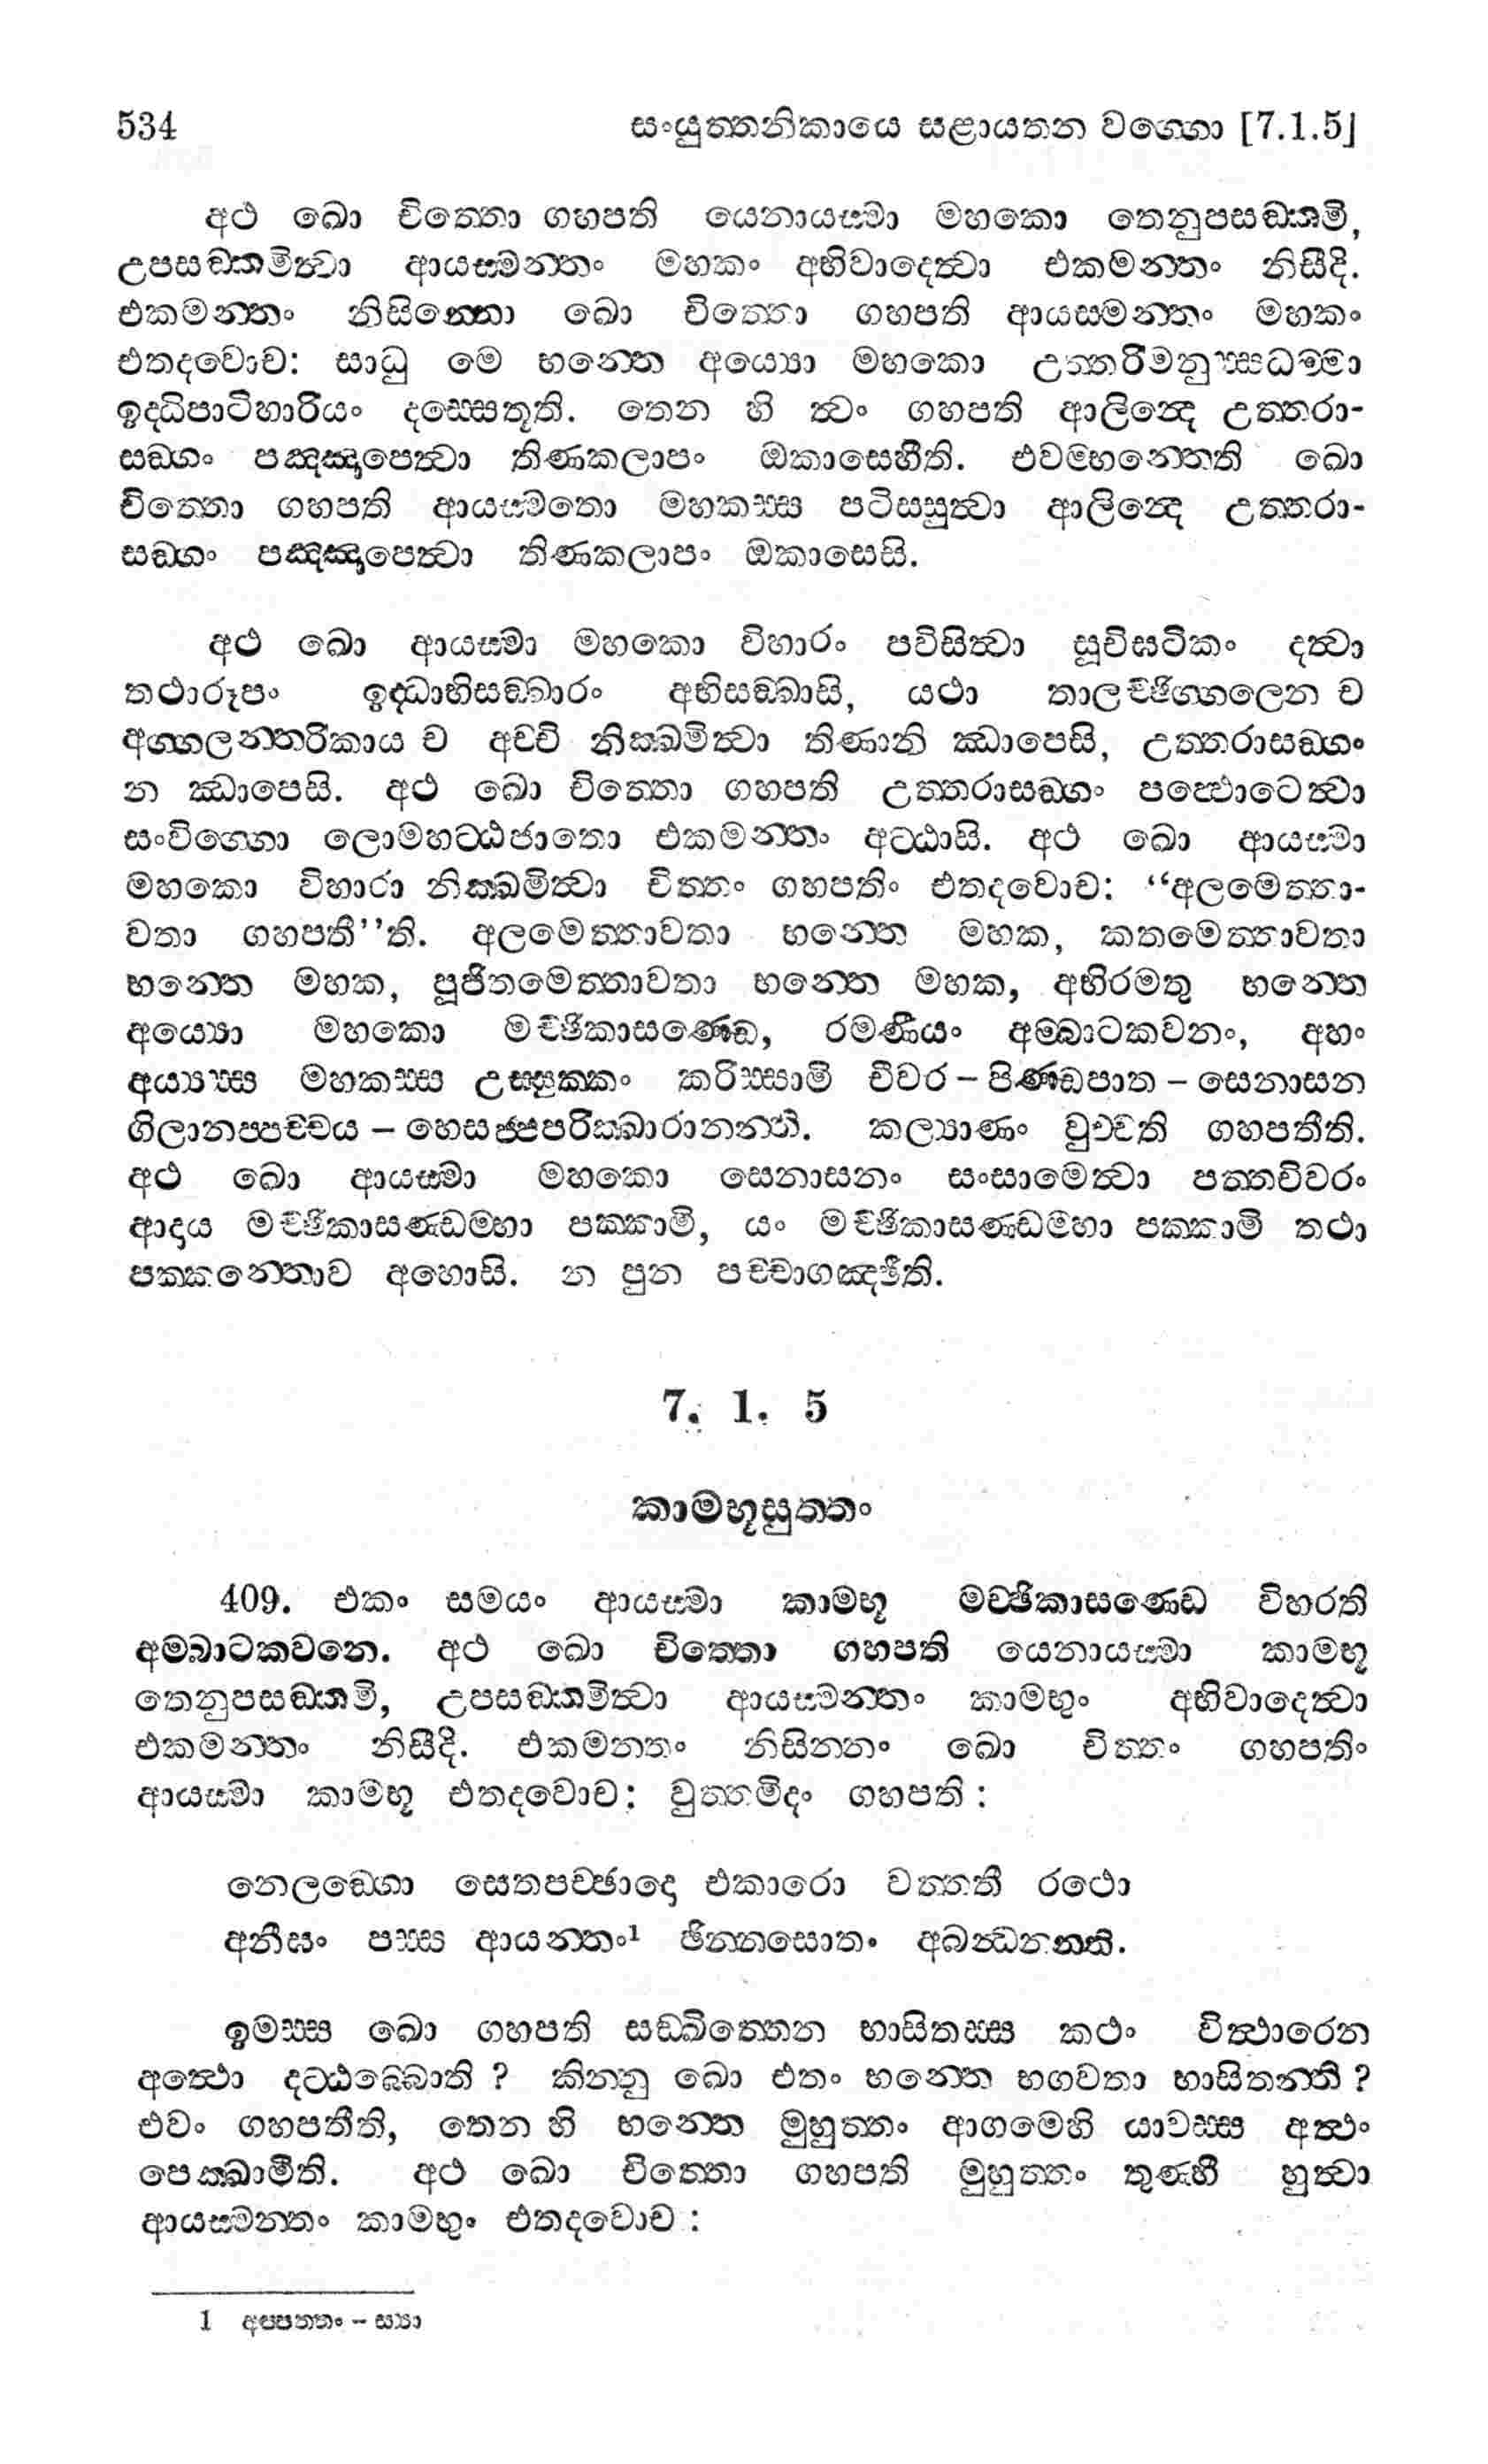 534 සංයුත්තනිකායෙ සළායතන වග්ගො [7.1.5]
අථ ඛො චිත්තො ගහපති යෙනායස්මා මහකො තෙනුපසඞ්කමි,
උපසඞ්කමිත්වා ආයස්මන්තං මහකං අභිවාදෙත්වා එකමන්තං නිසීදි.
එකමන්තං නිසින්නො ඛො චිත්තො ගහපති ආයස්මන්තං මහකං
එතදවොච: සාධු මෙ භන්තෙ අය්‍යො මහකො උත්තරිමනුස්සධම්මා
ඉද්ධිපාටිහාරියං දස්සෙතූති. තෙන හි ත්වං ගහපති ආලින්දෙ උත්තරා-
සඞ්ගං පඤ්ඤාපෙත්වා තිණකලාපං ඔකාසෙහීති. එවම්භන්තෙති ඛො
චිත්තො ගහපති ආයස්මතො මහකස්ස පටිස්සුත්වා ආලින්දෙ උත්තරා-
සඞ්ගං පඤ්ඤාපෙත්වා තිණකලාපං ඔකාසෙසි.
අථ ඛො ආයස්මා මහකො විහාරං පවිසිත්වා සූචිඝටිකං දත්වා
තථාරූපං ඉද්ධාභිසඞ්ඛාරං අභිසඞ්ඛාසි, යථා තාලච්ඡිග්ගලෙන ච
අග්ගලන්තරිකාය ච අච්චි නික්ඛමිත්වා තිණානි ඣාපෙසි, උත්තරාසඞ්ගං
න ඣාපෙසි. අථ ඛො චිත්තො ගහපති උත්තරාසඞ්ගං පප්ඵොටෙත්වා
සංවිග්ගො ලොමහට්ඨජාතො එකමන්තං අට්ඨාසි. අථ ඛො ආයස්මා
මහකො විහාරා නික්ඛමිත්වා චිත්තං ගහපතිං එතදවොච: “අලමෙත්තා-
වතා ගහපතී”ති. අලමෙත්තාවතා භන්තෙ මහක, කතමෙත්තාවතා
භන්තෙ මහක, පූජිතමෙත්තාවතා භන්තෙ මහක, අභිරමතු භන්තෙ
අය්‍යො මහකො මච්ඡිකාසණ්ඩෙ, රමණීයං අම්බාටකවනං, අහං
අය්‍යස්ස මහකස්ස උස්සුක්කං කරිස්සාමි චීවර – පිණ්ඩපාත – සෙනාසන
ගිලානප්පච්චය – භෙසජ්ජපරික්ඛාරානන්ති. කල්‍යාණං වුච්චති ගහපතීති.
අථ ඛො ආයස්මා මහකො සෙනාසනං සංසාමෙත්වා පත්තචීවරං
ආදාය මච්ඡිකාසණ්ඩම්හා පක්කාමි, යං මච්ඡිකාසණ්ඩම්හා පක්කාමි තථා
පක්කන්තොව අහොසි. න පුන පච්චාගඤ්ඡීති.
7. 1. 5
කාමභූසුත්තං
409. එකං සමයං ආයස්මා කාමභූ මච්ඡිකාසණ්ඩෙ විහරති
අම්බාටකවනෙ. අථ ඛො චිත්තො ගහපති යෙනායස්මා කාමභූ
තෙනුපසඞ්කමි, උපසඞ්කමිත්වා ආයස්මන්තං කාමභුං අභිවාදෙත්වා
එකමන්තං නිසීදි. එකමන්තං නිසින්නං ඛො චිත්තං ගහපතිං
ආයස්මා කාමභූ එතදවොච: වුත්තමිදං ගහපති :
නෙලඞ්ගො සෙතපච්ඡාදො එකාරො වත්තතී රථො
අනීඝං පස්ස ආයන්තං¹ ඡින්නසොතං අබන්ධනන්ති.
ඉමස්ස ඛො ගහපති සඞ්ඛිත්තෙන භාසිතස්ස කථං විත්ථාරෙන
අත්ථො දට්ඨබ්බොති ? කින්නු ඛො එතං භන්තෙ භගවතා භාසිතන්ති ?
එවං ගහපතීති, තෙන හි භන්තෙ මුහුත්තං ආගමෙහි යාවස්ස අත්ථං
පෙක්ඛාමීති. අථ ඛො චිත්තො ගහපති මුහුත්තං තුණ්හී හුත්වා
ආයස්මන්තං කාමභුං එතදවොච :
1 අප්පත්තං – ස්‍යා